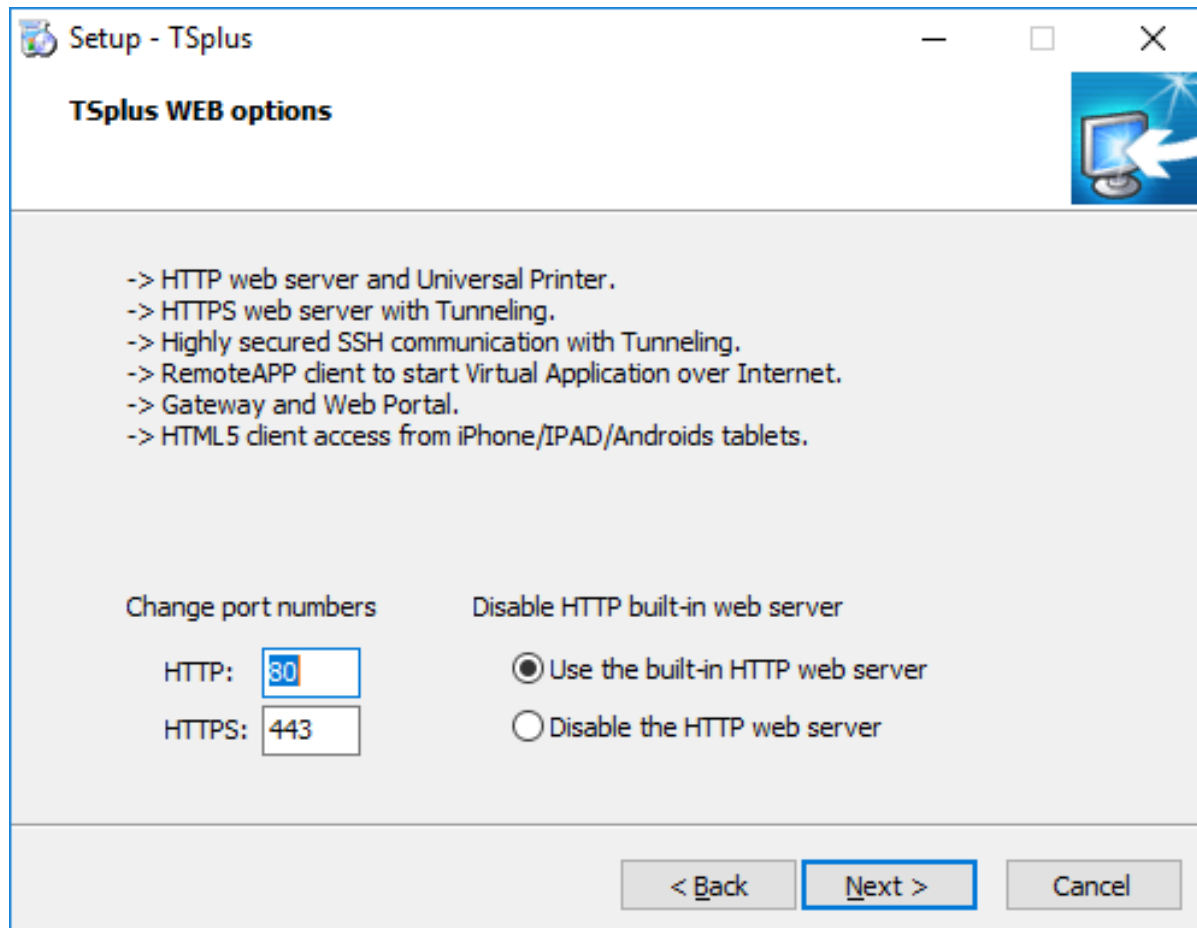 Setup - TSplus
TSplus WEB options
-> HTTP web server and Universal Printer.
-> HTTPS web server with Tunneling.
-> Highly secured SSH communication with Tunneling.
-> RemoteAPP client to start Virtual Application over Internet.
-> Gateway and Web Portal.
-> HTML5 client access from iPhone/IPAD/Androids tablets.
Change port numbers
Disable HTTP built-in web server
HTTP: 80
Use the built-in HTTP web server
HTTPS: 443
Disable the HTTP web server
< Back
Next >
Cancel